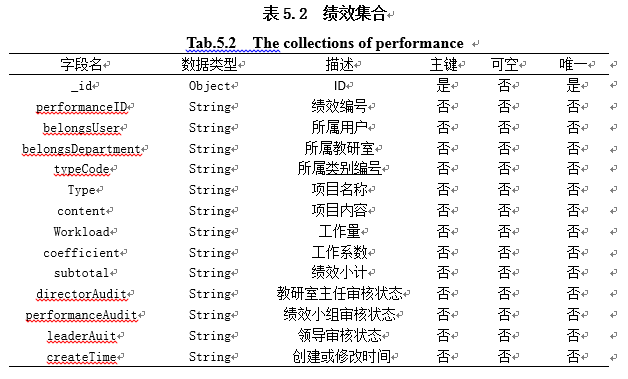 表 5.2 绩效集合
Tab.5.2 The collections of performance
字段名 数据类型 描述 主键 可空 唯一
_id Object ID 是 否 是
performanceID String 绩效编号 否 否 否
belongsUser String 所属用户 否 否 否
belongsDepartment String 所属教研室 否 否 否
typeCode String 所属类别编号 否 否 否
Type String 项目名称 否 否 否
content String 项目内容 否 否 否
Workload String 工作量 否 否 否
coefficient String 工作系数 否 否 否
subtotal String 绩效小计 否 否 否
directorAudit String 教研室主任审核状态 否 否 否
performanceAudit String 绩效小组审核状态 否 否 否
leaderAuit String 领导审核状态 否 否 否
createTime String 创建或修改时间 否 否 否